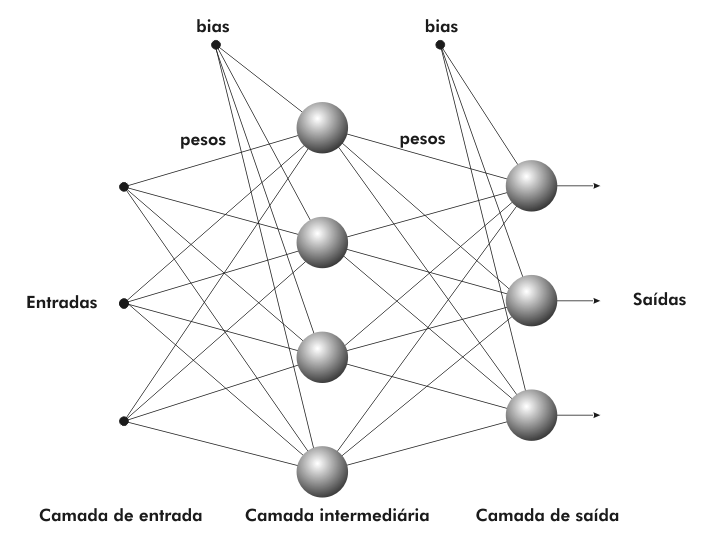 bias
bias
pesos
pesos
Entradas
Saídas
Camada de entrada
Camada intermediária
Camada de saída